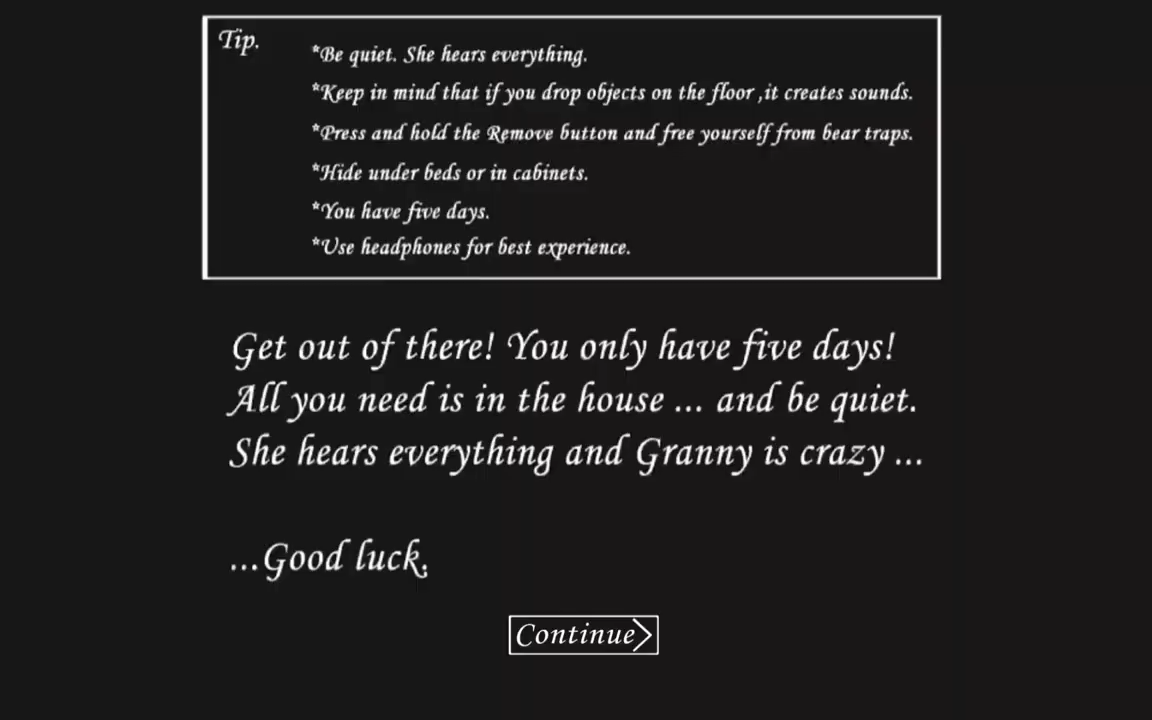 Tip.
*Be quiet. She hears everything.
*Keep in mind that if you drop objects on the floor ,it creates sounds.
*Press and hold the Remove button and free yourself from bear traps.
*Hide under beds or in cabinets.
*You have five days.
*Use headphones for best experience.
Get out of there! You only have five days!
All you need is in the house ... and be quiet.
She hears everything and Granny is crazy ...
...Good luck.
Continue